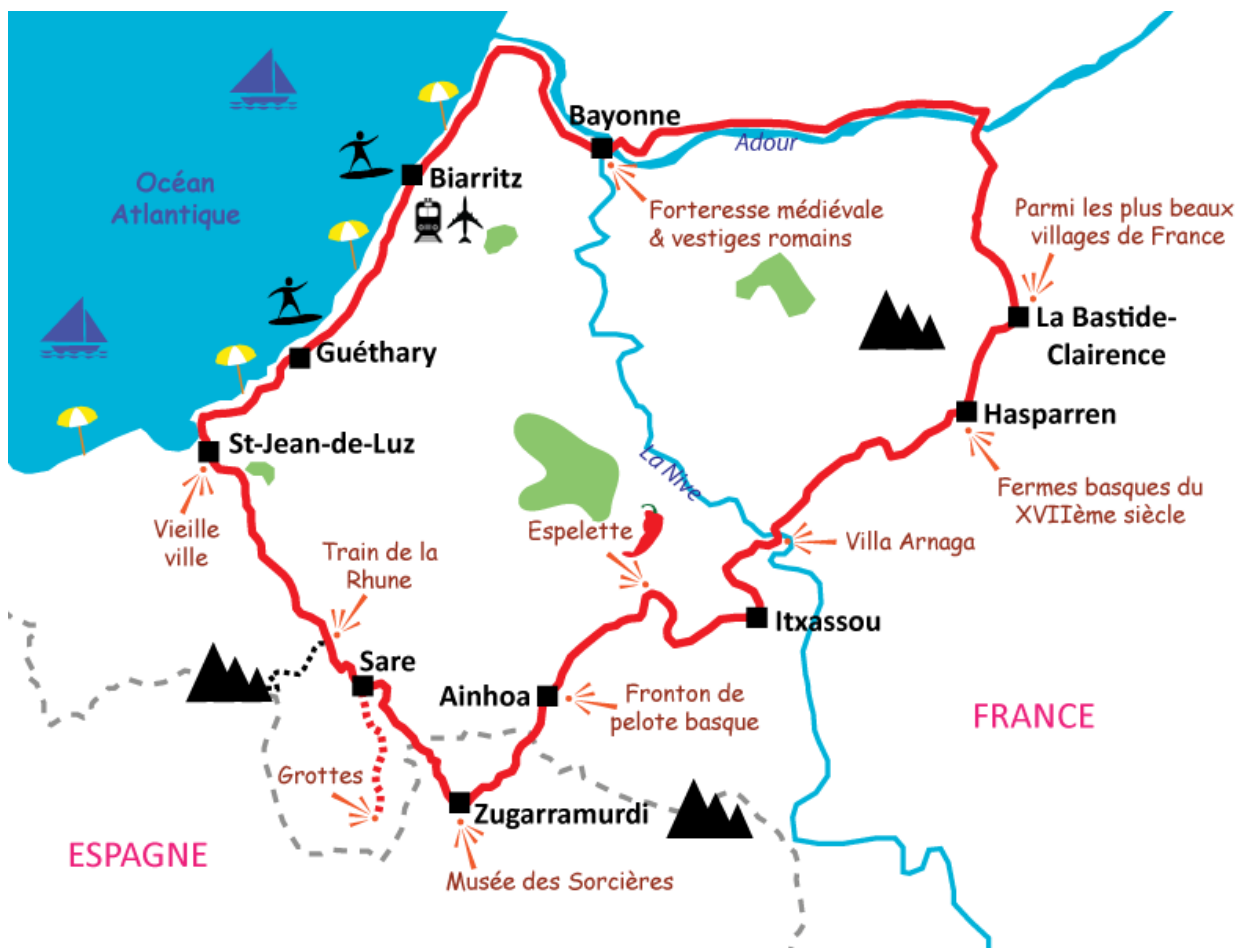 Bayonne
Adour
Océan
Atlantique
Biarritz
Forteresse médiévale
& vestiges romains
Parmi les plus beaux
villages de France
La Bastide-
Clairence
Guéthary
Hasparren
St-Jean-de-Luz
La Nive
Fermes basques du
XVIIème siècle
Vieille
ville
Espelette
Villa Arnaga
Train de la
Rhune
Itxassou
Sare
Ainhoa
Fronton de
pelote basque
FRANCE
Grottes
Zugarramurdi
ESPAGNE
Musée des Sorcières